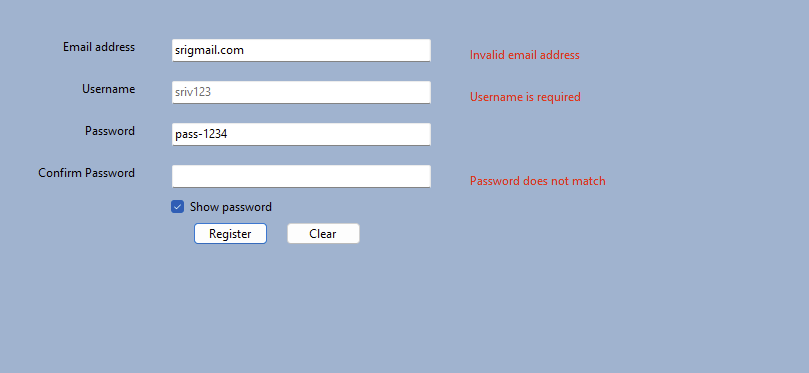 Email address srigmail.com Invalid email address
Username sriv123 Username is required
Password pass-1234
Confirm Password Password does not match
Show password
Register Clear